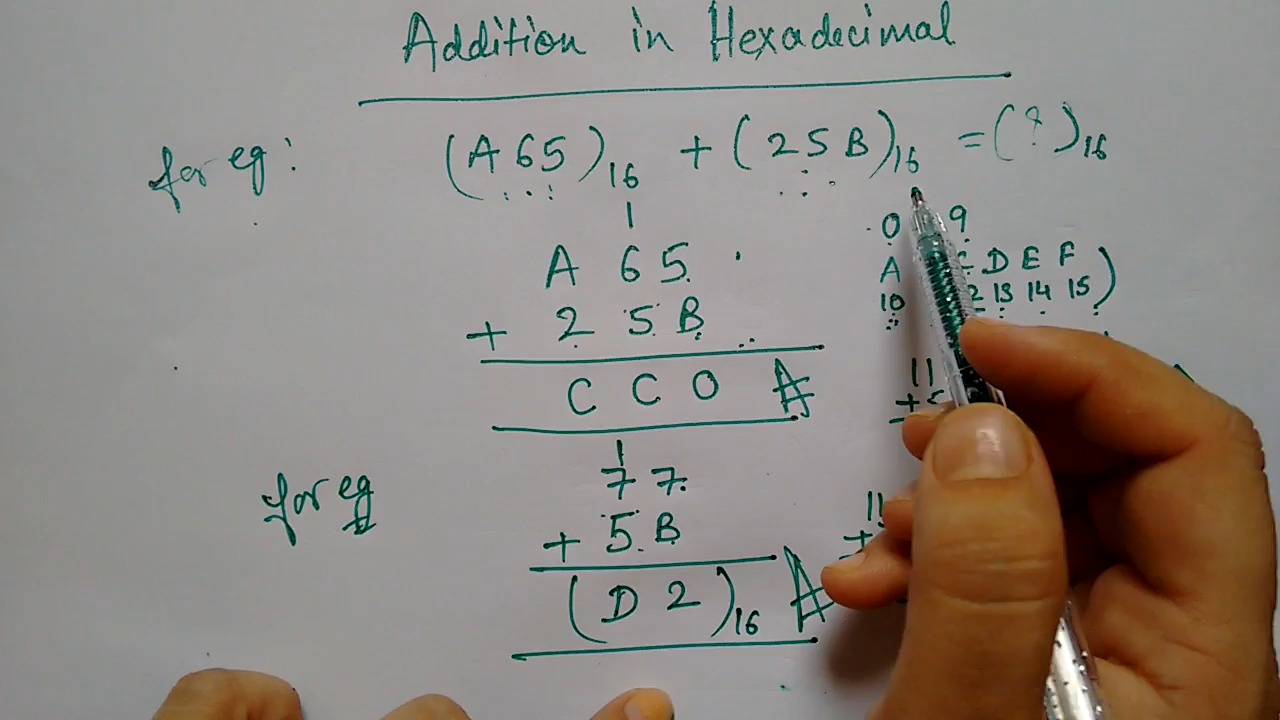 Addition in Hexadecimal
for eg: (A65)16 + (25B)16 = (?)16
1
A 6 5
+ 2 5 B
C C 0 A
0 9
A D E F
10 13 14 15)
11
+
for eg
1
7 7
+ 5 B
(D 2)16 A
11
+